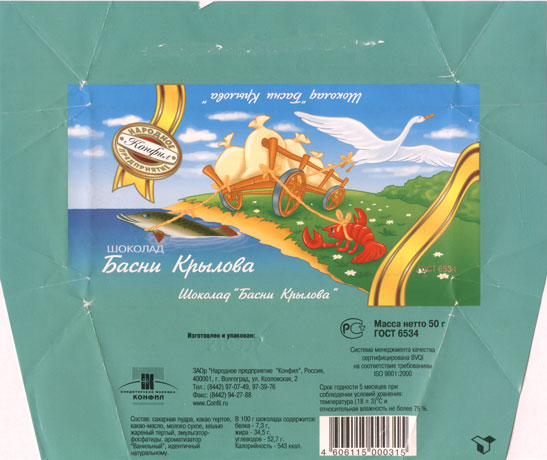 Шоколад "Басни Крылова"
НАРОДНОЕ
Конфил
ПРЕДПРИЯТИЕ
ШОКОЛАД
Басни Крылова
ГОСТ 6534
Шоколад "Басни Крылова"
Изготовлен и упакован:
РСТ
Масса нетто 50 г
ГОСТ 6534
Система менеджмента качества
сертифицирована BVQI
на соответствие требованиям
ISO 9001:2000
КОНФИЛ
ЗАОр "Народное предприятие "Конфил", Россия,
400001, г. Волгоград, ул. Козловская, 2
Тел.: (8442) 97-07-49, 97-39-76
Факс: (8442) 94-27-88
www.Confil.ru
Срок годности 5 месяцев при
соблюдении условий хранения:
температура (18 ± 3)°С и
относительная влажность не более 75 %.
Состав: сахарная пудра, какао тертое,
какао-масло, молоко сухое, кешью
жареный тертый, эмульгатор-
фосфатиды, ароматизатор
"Ванильный", идентичный
натуральному.
В 100 г шоколада содержится:
белка - 7,3 г,
жира - 34,5 г,
углеводов - 52,7 г.
Калорийность - 543 ккал.
4 606115 000315